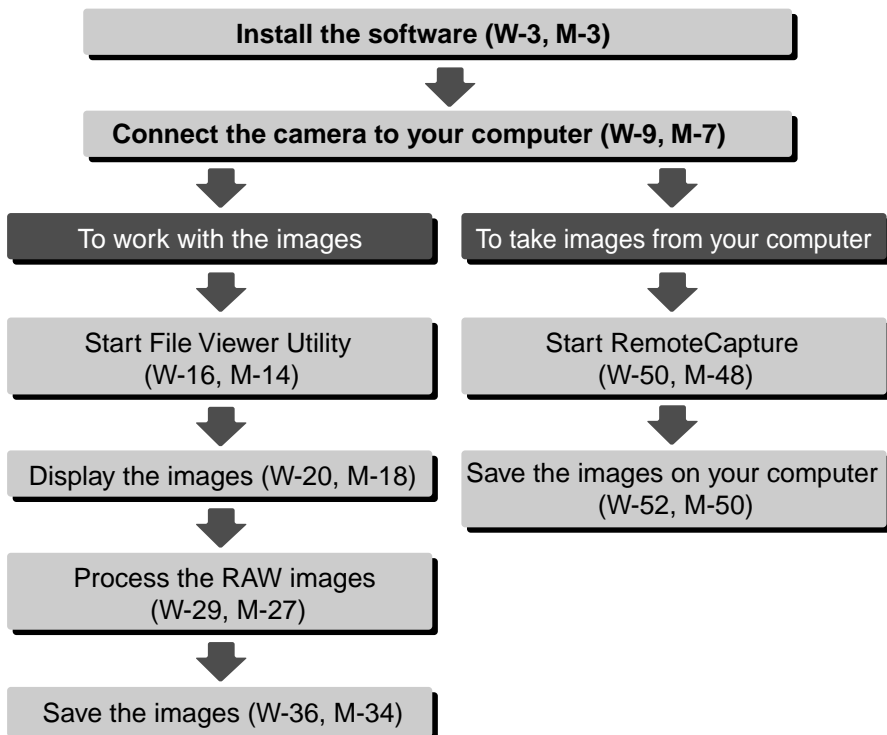 Install the software (W-3, M-3)
Connect the camera to your computer (W-9, M-7)
To work with the images
Start File Viewer Utility
(W-16, M-14)
Display the images (W-20, M-18)
Process the RAW images
(W-29, M-27)
Save the images (W-36, M-34)
To take images from your computer
Start RemoteCapture
(W-50, M-48)
Save the images on your computer
(W-52, M-50)